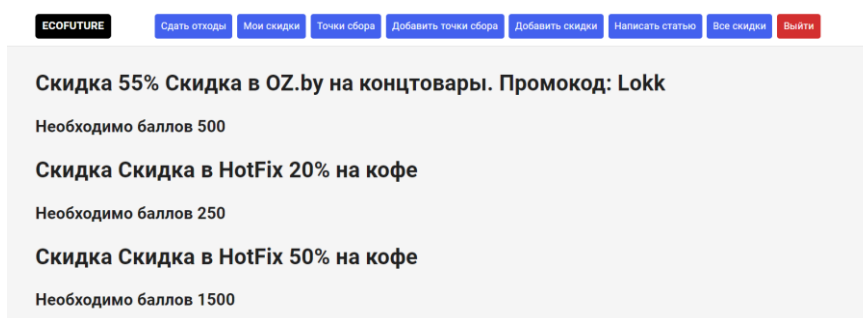 ECOFUTURE Сдать отходы Мои скидки Точки сбора Добавить точки сбора Добавить скидки Написать статью Все скидки Выйти
Скидка 55% Скидка в OZ.by на концтовары. Промокод: Lokk
Необходимо баллов 500
Скидка Скидка в HotFix 20% на кофе
Необходимо баллов 250
Скидка Скидка в HotFix 50% на кофе
Необходимо баллов 1500